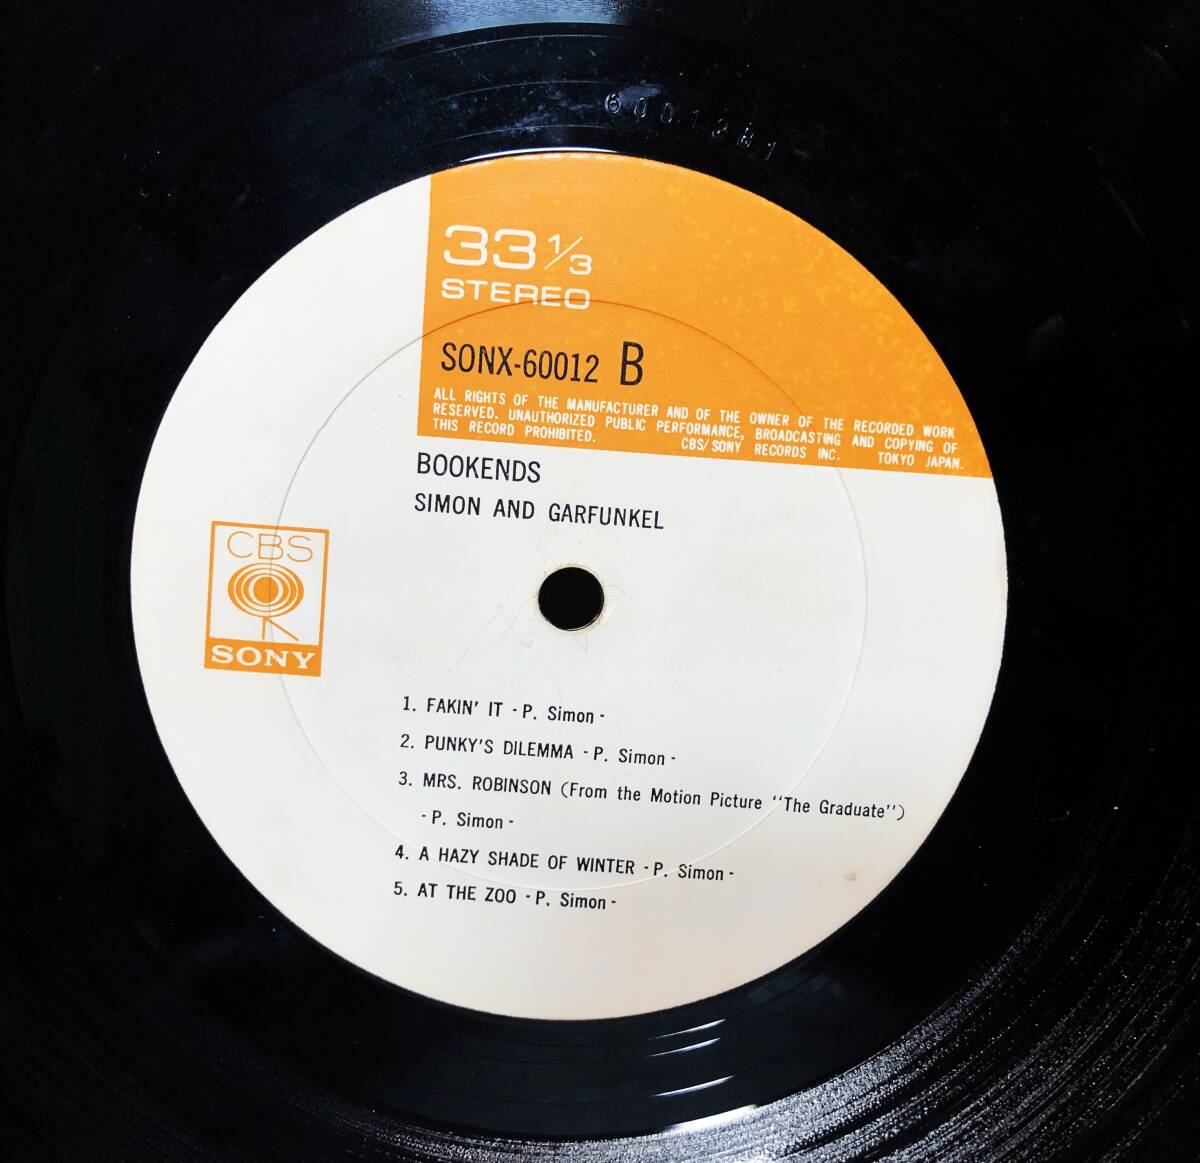 60012B1
33 1/3
STEREO
SONX-60012 B
ALL RIGHTS OF THE MANUFACTURER AND OF THE OWNER OF THE RECORDED WORK
RESERVED. UNAUTHORIZED PUBLIC PERFORMANCE, BROADCASTING AND COPYING OF
THIS RECORD PROHIBITED. CBS/SONY RECORDS INC. TOKYO JAPAN.
BOOKENDS
SIMON AND GARFUNKEL
CBS
SONY
1. FAKIN' IT - P. Simon -
2. PUNKY'S DILEMMA - P. Simon -
3. MRS. ROBINSON (From the Motion Picture "The Graduate")
- P. Simon -
4. A HAZY SHADE OF WINTER - P. Simon -
5. AT THE ZOO - P. Simon -